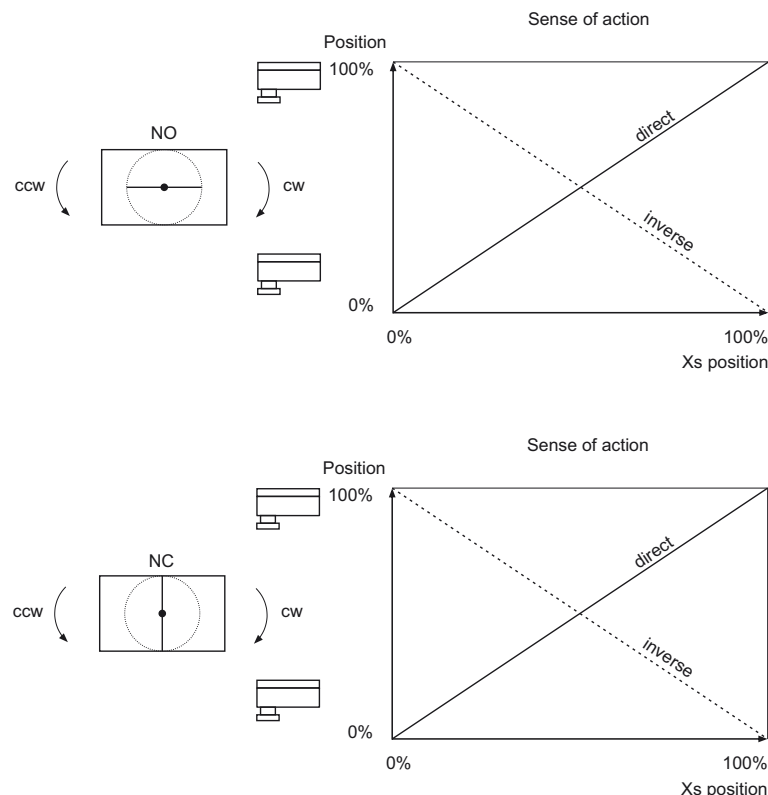 Sense of action
Position
100%
NO
ccw
cw
direct
inverse
0%
0%
100%
Xs position
Sense of action
Position
100%
NC
ccw
cw
direct
inverse
0%
0%
100%
Xs position